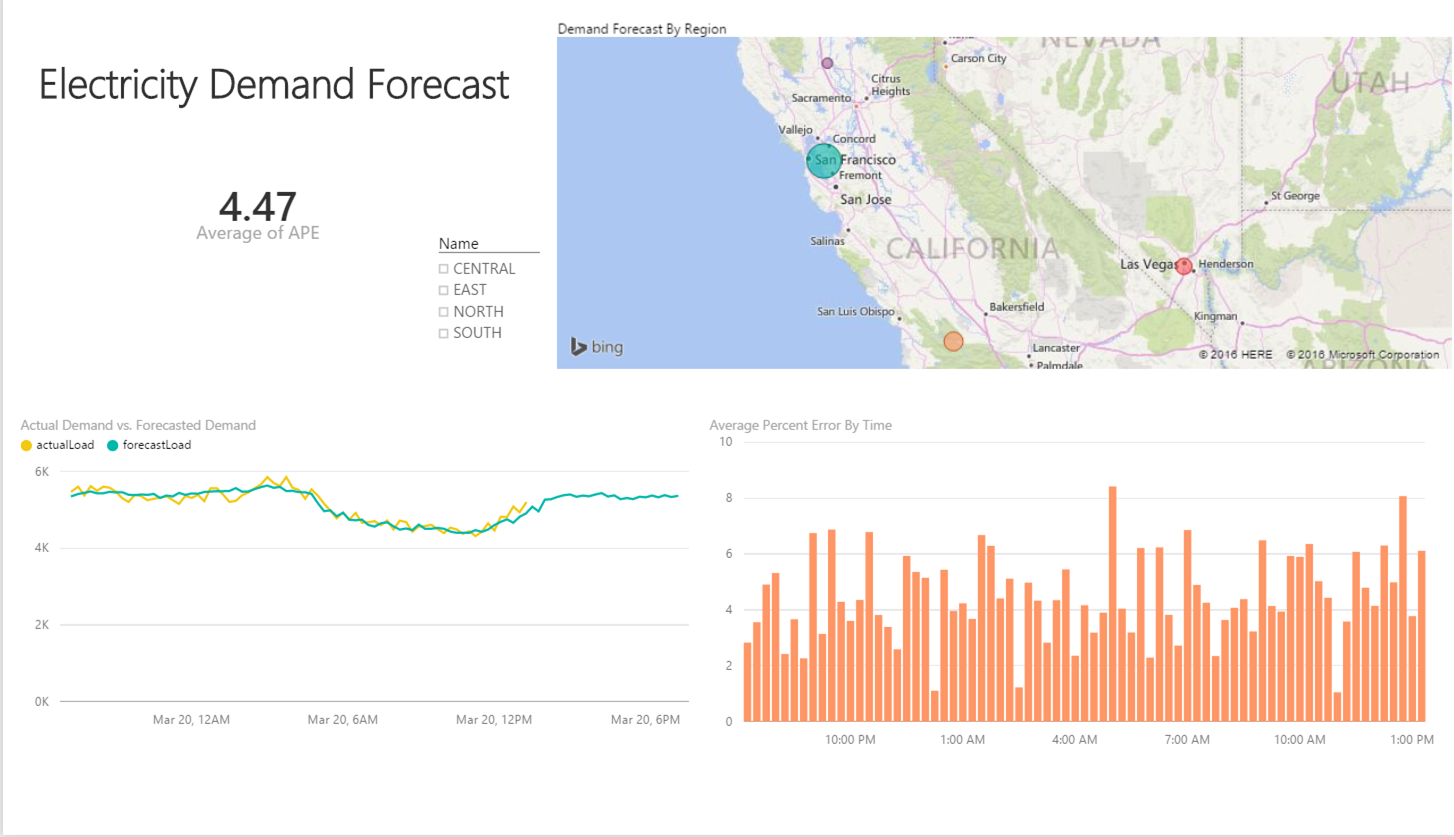 Demand Forecast By Region
Electricity Demand Forecast
4.47
Average of APE
Name
CENTRAL
EAST
NORTH
SOUTH
NEVADA
Carson City
UTAH
Citrus
Heights
Sacramento
Vallejo
Concord
San Francisco
Fremont
San Jose
St George
Salinas
CALIFORNIA
Las Vegas
Henderson
San Luis Obispo
Bakersfield
Kingman
bing
Lancaster
Palmdale
© 2016 HERE © 2016 Microsoft Corporation
ARIZONA
Actual Demand vs. Forecasted Demand
actualLoad forecastLoad
6K
4K
2K
0K
Mar 20, 12AM Mar 20, 6AM Mar 20, 12PM Mar 20, 6PM
Average Percent Error By Time
10
8
6
4
2
0
10:00 PM 1:00 AM 4:00 AM 7:00 AM 10:00 AM 1:00 PM